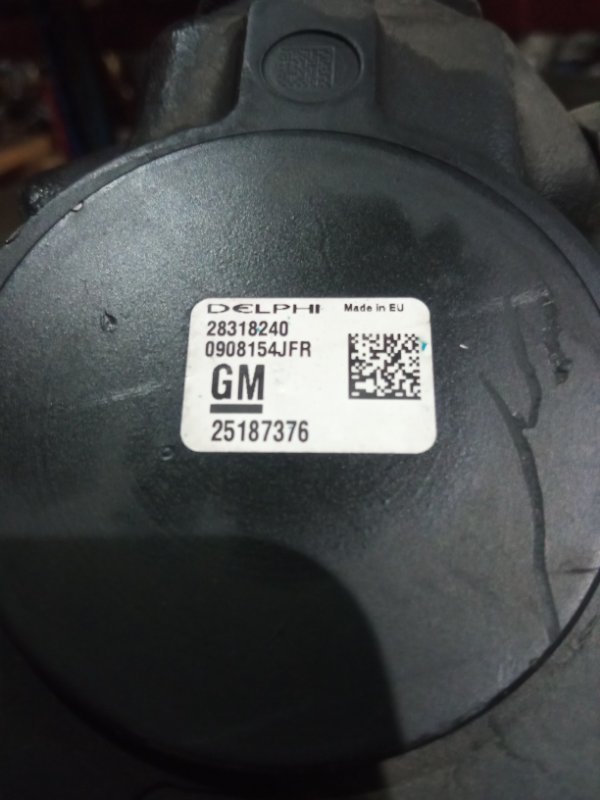 DELPHI Made in EU
28318240
0908154JFR
GM
25187376